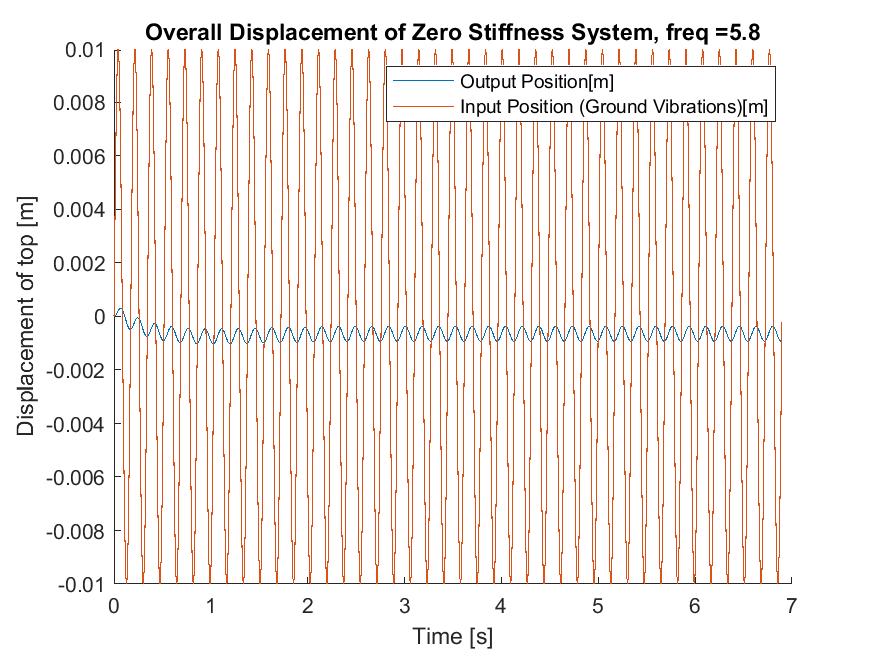 Overall Displacement of Zero Stiffness System, freq =5.8
Output Position[m]
Input Position (Ground Vibrations)[m]
0.01
0.008
0.006
0.004
0.002
0
-0.002
-0.004
-0.006
-0.008
-0.01
Displacement of top [m]
0 1 2 3 4 5 6 7
Time [s]